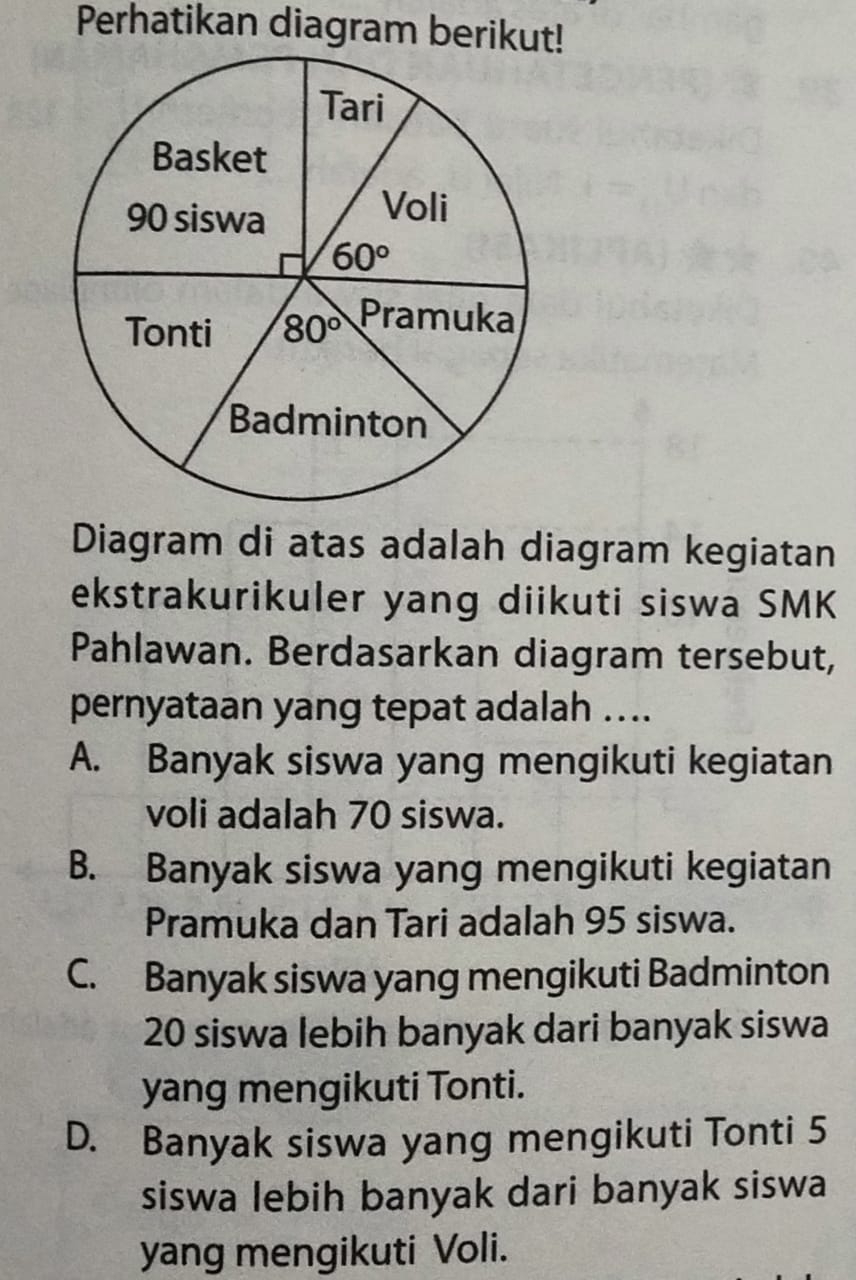 Perhatikan diagram berikut!
Tari
Basket
90 siswa
Voli
60°
Tonti
80°
Pramuka
Badminton
Diagram di atas adalah diagram kegiatan
ekstrakurikuler yang diikuti siswa SMK
Pahlawan. Berdasarkan diagram tersebut,
pernyataan yang tepat adalah ....
A. Banyak siswa yang mengikuti kegiatan
voli adalah 70 siswa.
B. Banyak siswa yang mengikuti kegiatan
Pramuka dan Tari adalah 95 siswa.
C. Banyak siswa yang mengikuti Badminton
20 siswa lebih banyak dari banyak siswa
yang mengikuti Tonti.
D. Banyak siswa yang mengikuti Tonti 5
siswa lebih banyak dari banyak siswa
yang mengikuti Voli.